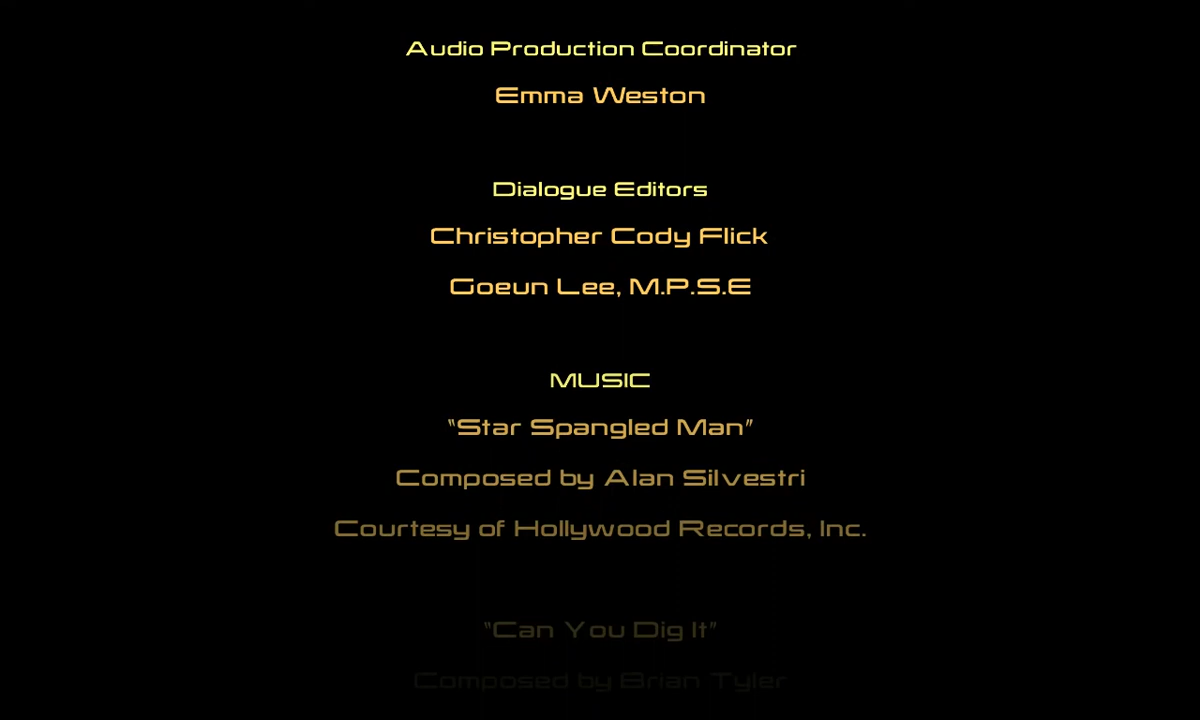 Audio Production Coordinator
Emma Weston
Dialogue Editors
Christopher Cody Flick
Goeun Lee, M.P.S.E
MUSIC
"Star Spangled Man"
Composed by Alan Silvestri
Courtesy of Hollywood Records, Inc.
"Can You Dig It"
Composed by Brian Tyler